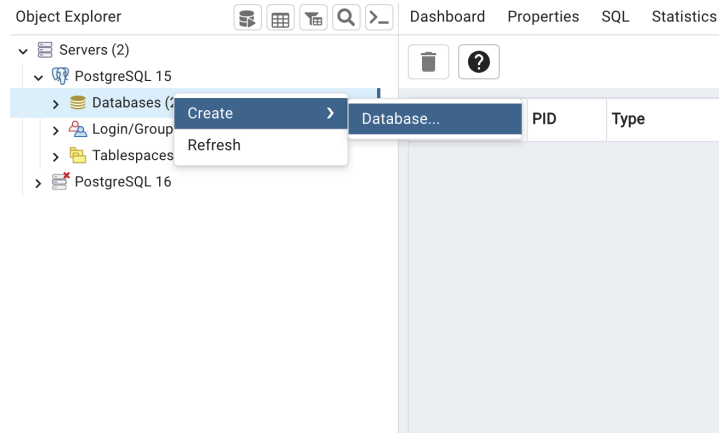 Object Explorer
Dashboard Properties SQL Statistics
Servers (2)
PostgreSQL 15
Databases (2
Create
Database...
PID Type
Login/Group
Refresh
Tablespaces
PostgreSQL 16